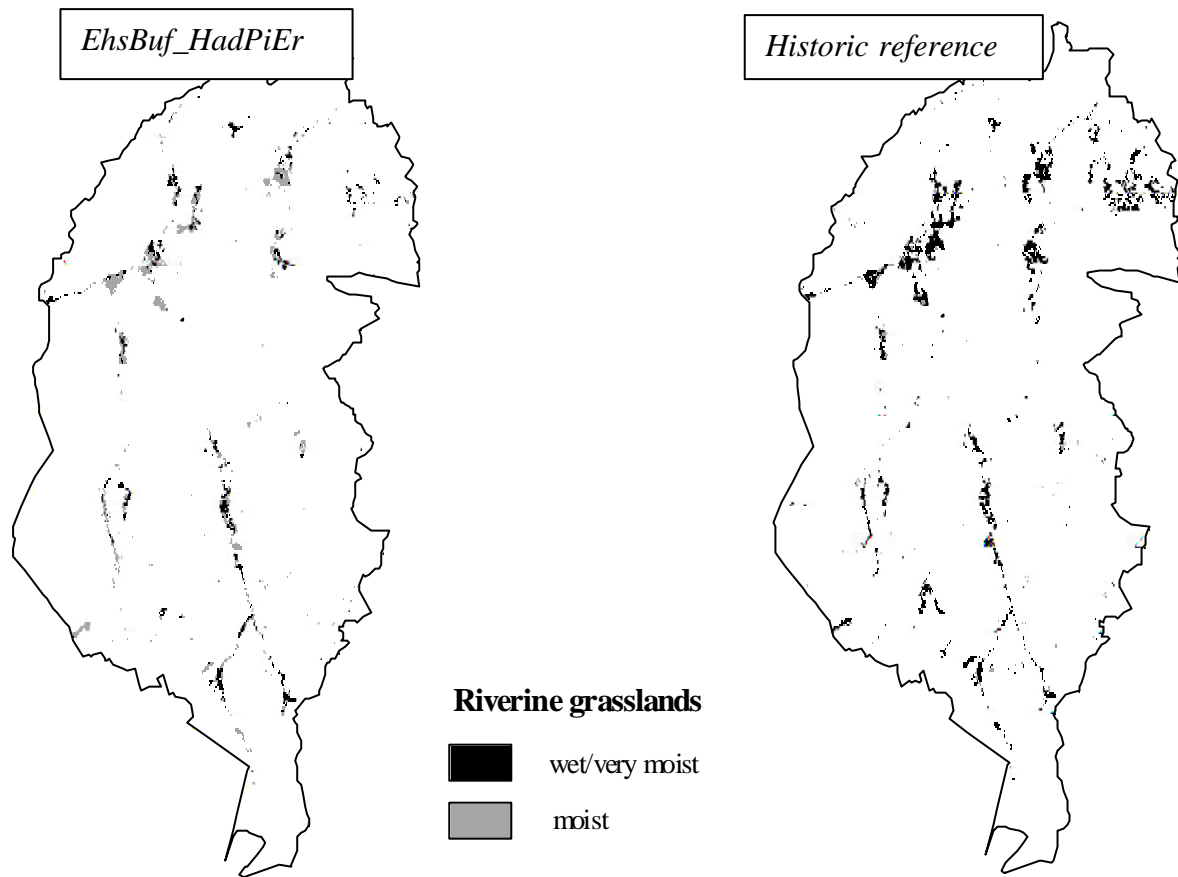 EhsBuf_HadPiEr
Historic reference
Riverine grasslands
wet/very moist
moist